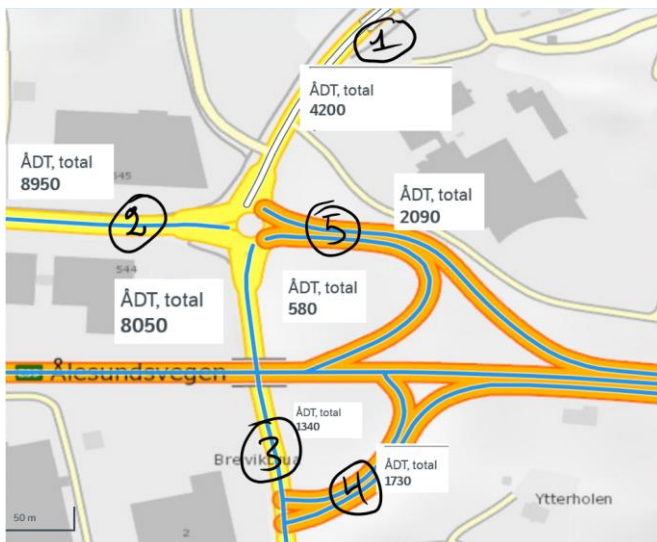 1
ÅDT, total
4200
ÅDT, total
8950
545
2
5
ÅDT, total
2090
544
ÅDT, total
8050
ÅDT, total
580
Ålesundsvegen
ÅDT, total
1340
3
ÅDT, total
1730
4
Ytterholen
50 m
2